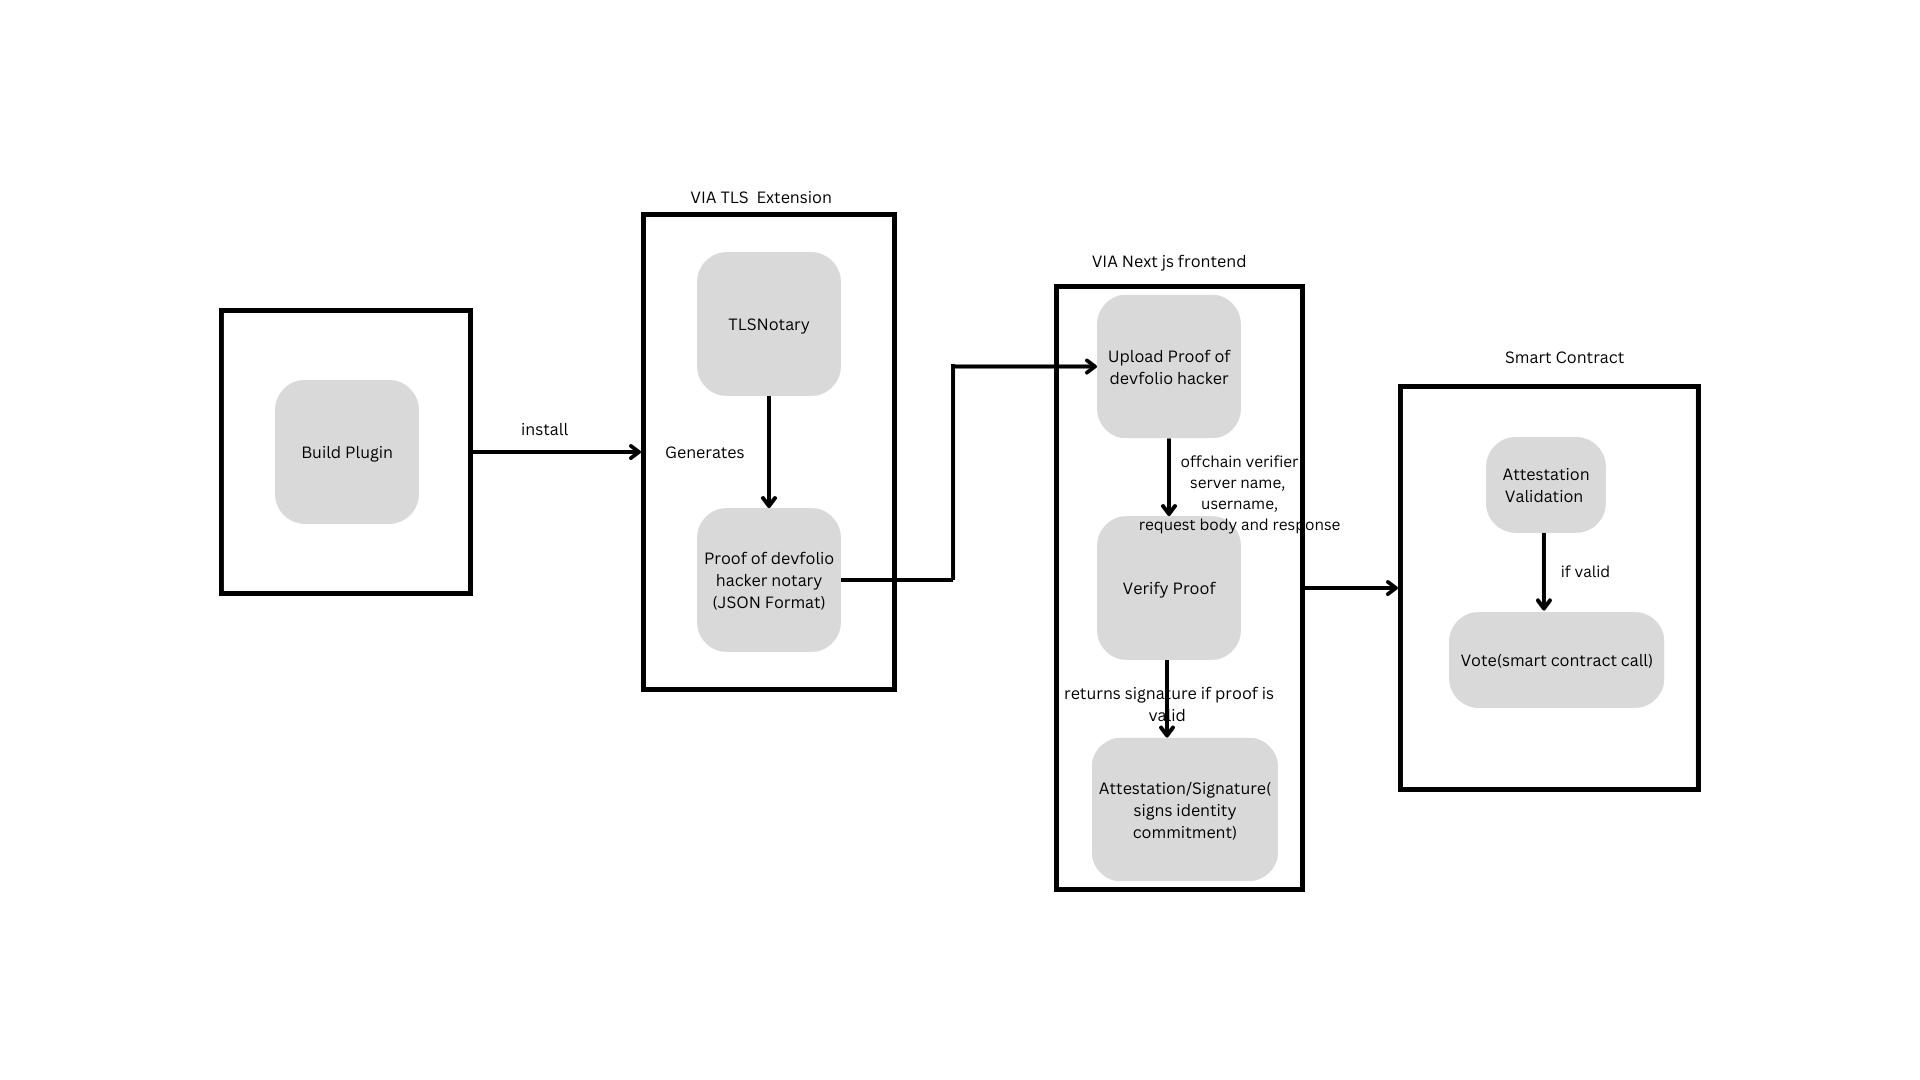 Build Plugin
install
VIA TLS  Extension
TLSNotary
Generates
Proof of devfolio
hacker notary
(JSON Format)
VIA Next js frontend
Upload Proof of
devfolio hacker
offchain verifier
server name,
username,
request body and response
Verify Proof
returns signature if proof is
valid
Attestation/Signature(
signs identity
commitment)
Smart Contract
Attestation
Validation
if valid
Vote(smart contract call)